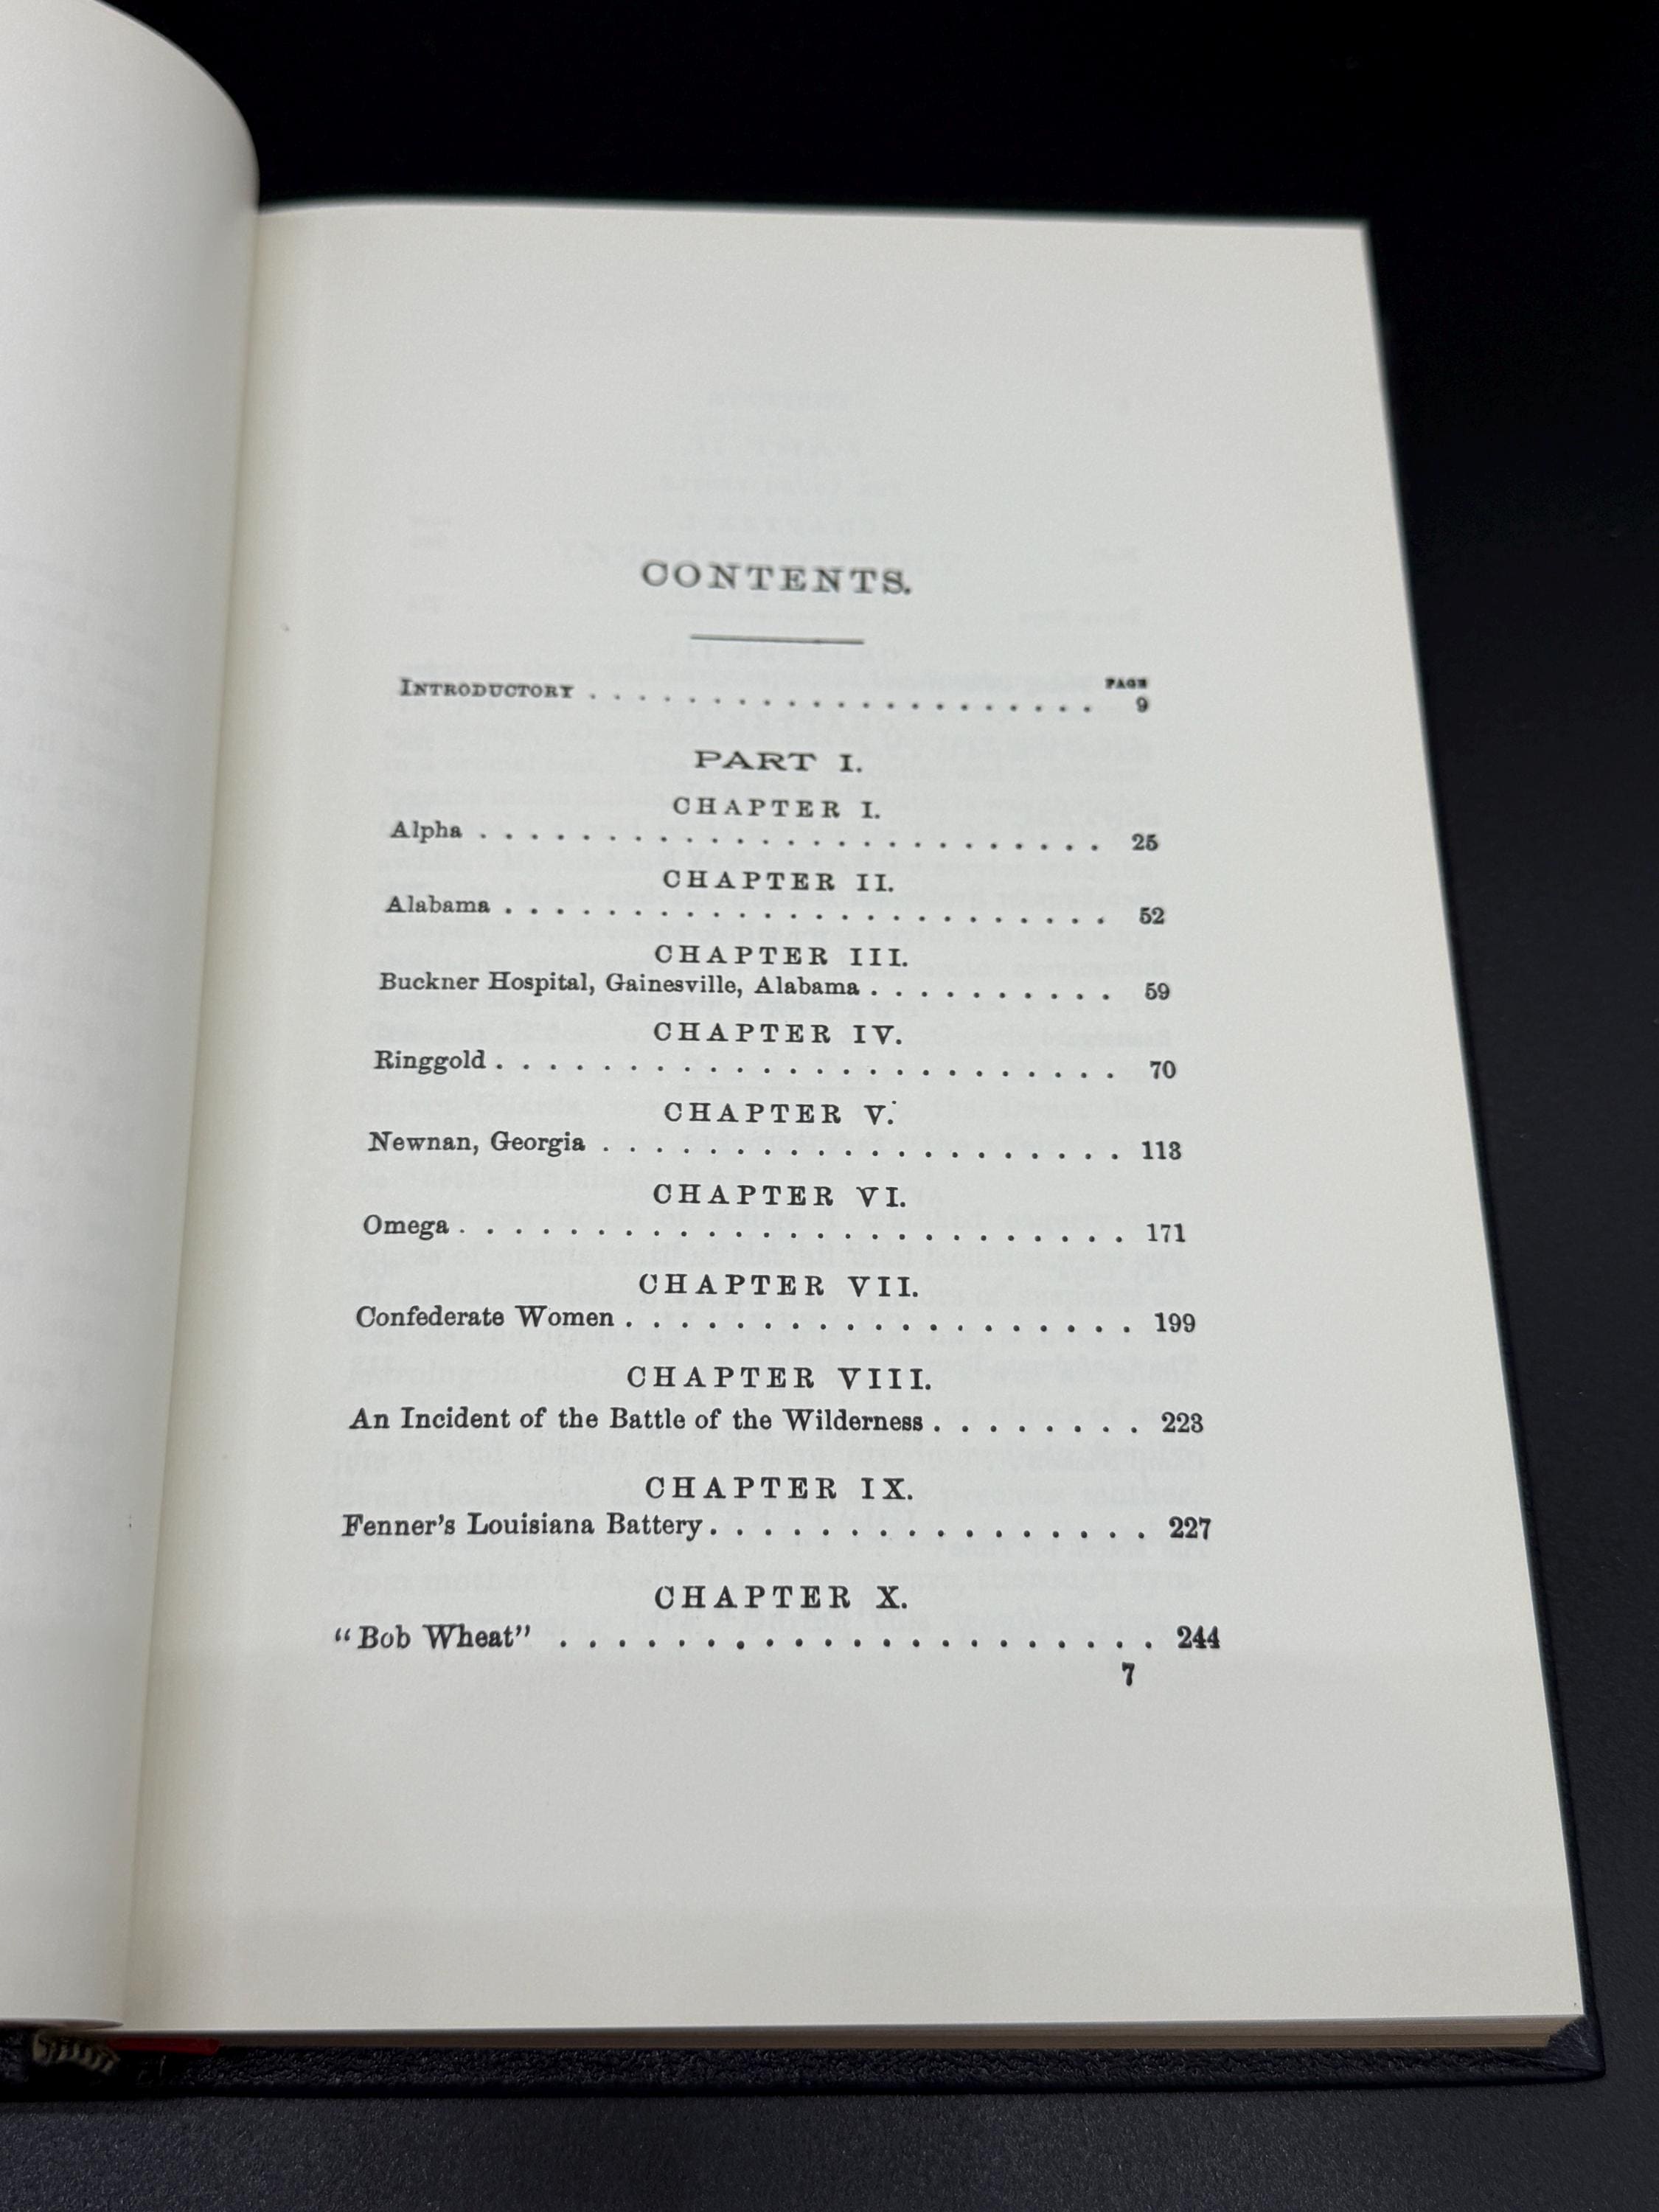 CONTENTS.
PAGE
INTRODUCTORY . . . . . . . . . . . . . . . . . . . 9
PART I.
CHAPTER I.
Alpha . . . . . . . . . . . . . . . . . . . . . . . . 25
CHAPTER II.
Alabama . . . . . . . . . . . . . . . . . . . . . . . 52
CHAPTER III.
Buckner Hospital, Gainesville, Alabama . . . . . . . . . . 59
CHAPTER IV.
Ringgold . . . . . . . . . . . . . . . . . . . . . . . . 70
CHAPTER V.
Newnan, Georgia . . . . . . . . . . . . . . . . . . . . 113
CHAPTER VI.
Omega . . . . . . . . . . . . . . . . . . . . . . . . . 171
CHAPTER VII.
Confederate Women . . . . . . . . . . . . . . . . . . . 199
CHAPTER VIII.
An Incident of the Battle of the Wilderness . . . . . . . . 223
CHAPTER IX.
Fenner's Louisiana Battery . . . . . . . . . . . . . . . . 227
CHAPTER X.
"Bob Wheat" . . . . . . . . . . . . . . . . . . . . . 244
7